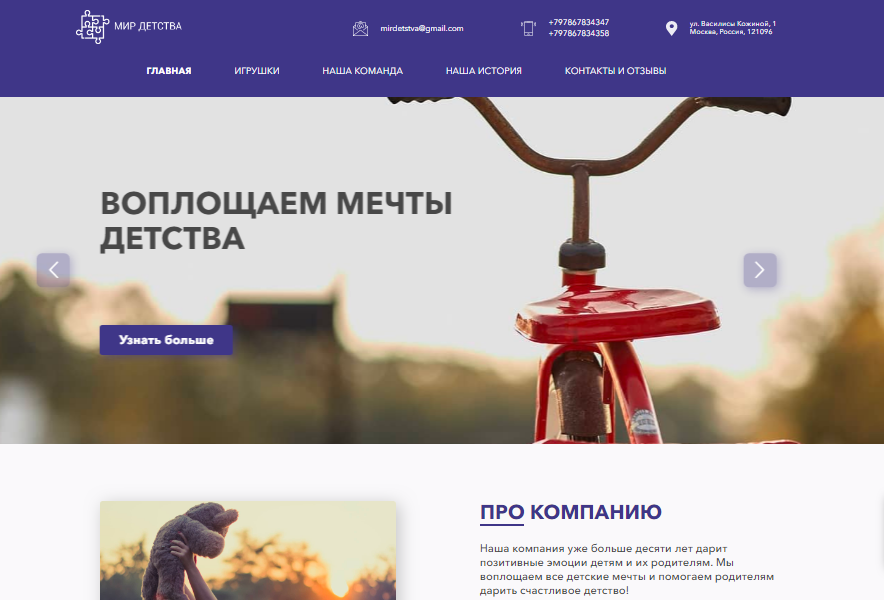 МИР ДЕТСТВА
mirdetstva@gmail.com
+797867834347
+797867834358
ул. Василисы Кожиной, 1
Москва, Россия, 121096
ГЛАВНАЯ
ИГРУШКИ
НАША КОМАНДА
НАША ИСТОРИЯ
КОНТАКТЫ И ОТЗЫВЫ
ВОПЛОЩАЕМ МЕЧТЫ
ДЕТСТВА
Узнать больше
ПРО КОМПАНИЮ
Наша компания уже больше десяти лет дарит
позитивные эмоции детям и их родителям. Мы
воплощаем все детские мечты и помогаем родителям
дарить счастливое детство!